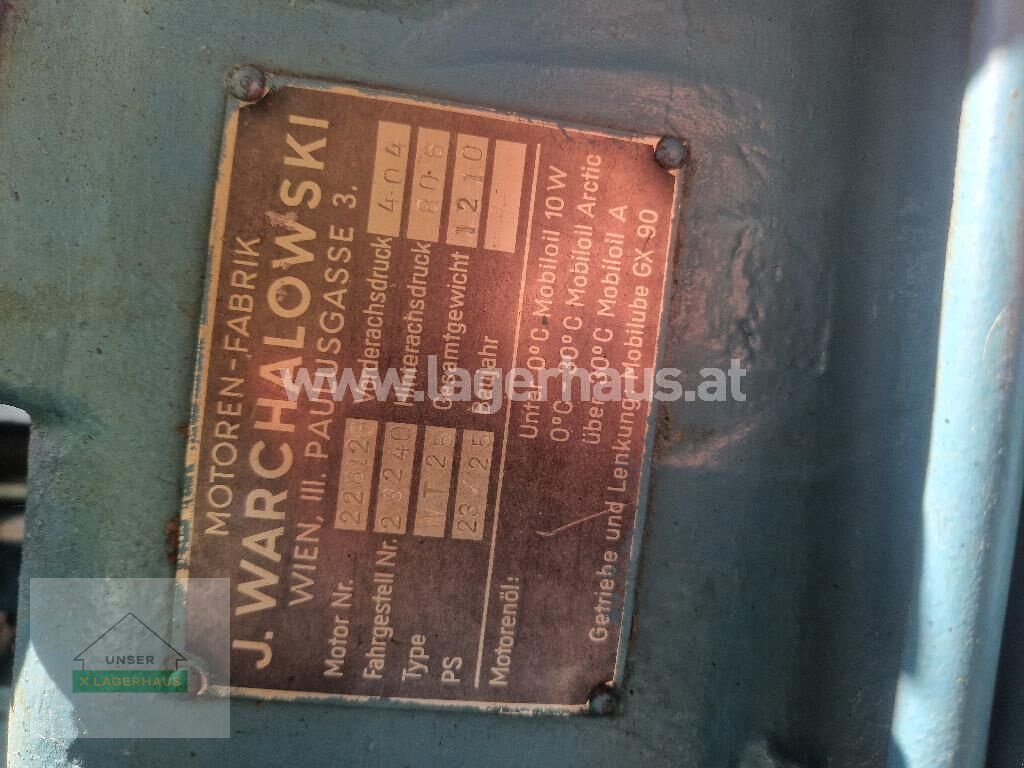 MOTOREN-FABRIK
J. WARCHALOWSKI
WIEN, III. PAULUSGASSE 3.
Motor Nr. Vorderachsdruck 404
Fahrgestell Nr. 23240 Hinterachsdruck 806
Type WT 25 Gesamtgewicht 1210
PS 23/25 Baujahr
Motorenöl: Unter 0°C-Mobiloil 10 W
0°C-30°C Mobiloil Arctic
über 30°C Mobiloil A
Getriebe und Lenkung: Mobilube GX-90
www.lagerhaus.at
UNSER
X LAGERHAUS